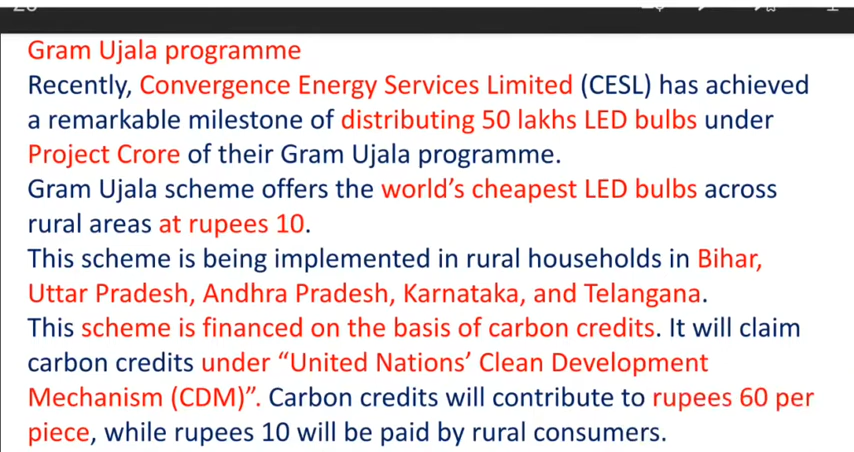 Gram Ujala programme
Recently, Convergence Energy Services Limited (CESL) has achieved
a remarkable milestone of distributing 50 lakhs LED bulbs under
Project Crore of their Gram Ujala programme.
Gram Ujala scheme offers the world’s cheapest LED bulbs across
rural areas at rupees 10.
This scheme is being implemented in rural households in Bihar,
Uttar Pradesh, Andhra Pradesh, Karnataka, and Telangana.
This scheme is financed on the basis of carbon credits. It will claim
carbon credits under “United Nations’ Clean Development
Mechanism (CDM)”. Carbon credits will contribute to rupees 60 per
piece, while rupees 10 will be paid by rural consumers.